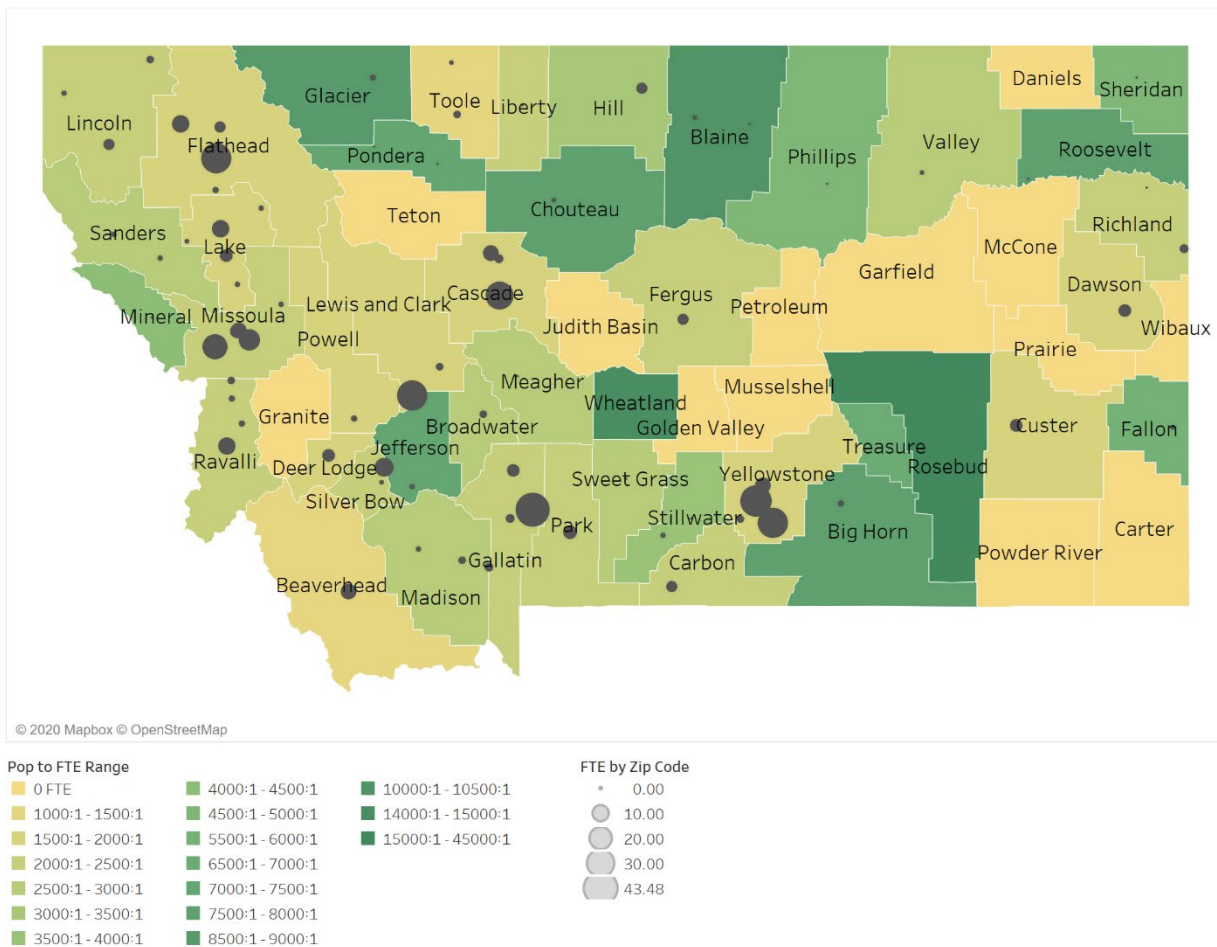 Daniels
Sheridan
Glacier
Toole
Liberty
Hill
Lincoln
Flathead
Blaine
Valley
Roosevelt
Pondera
Phillips
Chouteau
Teton
Richland
Sanders
Lake
McCone
Garfield
Dawson
Cascade
Fergus
Lewis and Clark
Petroleum
Mineral
Missoula
Judith Basin
Wibaux
Powell
Prairie
Meagher
Musselshell
Wheatland
Granite
Broadwater
Golden Valley
Custer
Fallon
Jefferson
Treasure
Ravalli
Deer Lodge
Rosebud
Yellowstone
Sweet Grass
Silver Bow
Stillwater
Park
Big Horn
Carter
Powder River
Gallatin
Carbon
Beaverhead
Madison
© 2020 Mapbox © OpenStreetMap
Pop to FTE Range
0 FTE
1000:1 - 1500:1
1500:1 - 2000:1
2000:1 - 2500:1
2500:1 - 3000:1
3000:1 - 3500:1
3500:1 - 4000:1
4000:1 - 4500:1
4500:1 - 5000:1
5500:1 - 6000:1
6500:1 - 7000:1
7000:1 - 7500:1
7500:1 - 8000:1
8500:1 - 9000:1
10000:1 - 10500:1
14000:1 - 15000:1
15000:1 - 45000:1
FTE by Zip Code
0.00
10.00
20.00
30.00
43.48